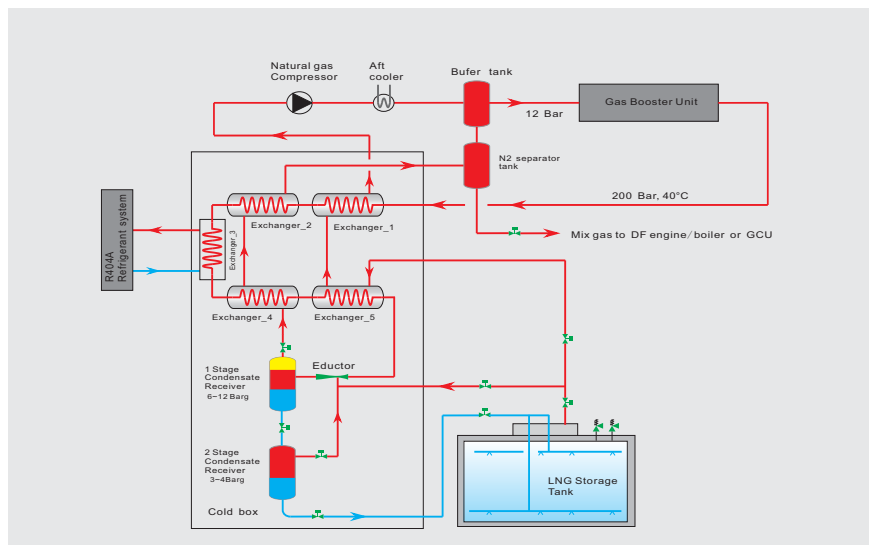 Natural gas
Compressor
Aft
cooler
Bufer tank
Gas Booster Unit
12 Bar
N2 separator
tank
200 Bar, 40°C
Mix gas to DF engine/boiler or GCU
R404A
Refrigerant system
Exchanger_2
Exchanger_1
Exchanger_3
Exchanger_4
Exchanger_5
1 Stage
Condensate
Receiver
6~12 Barg
Eductor
2 Stage
Condensate
Receiver
3~4Barg
Cold box
LNG Storage
Tank